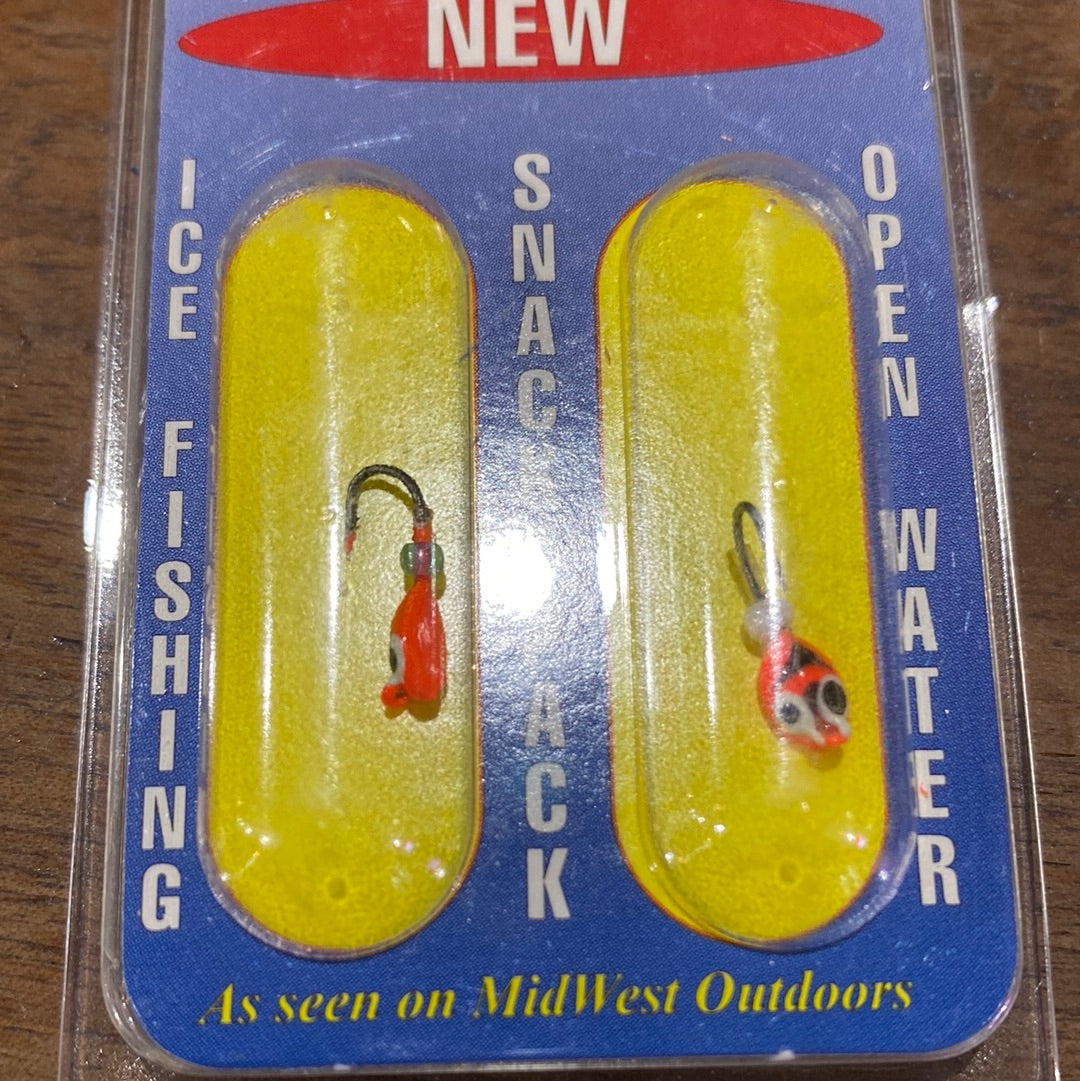 NEW
ICE FISHING
SNACK PACK
OPEN WATER
As seen on MidWest Outdoors